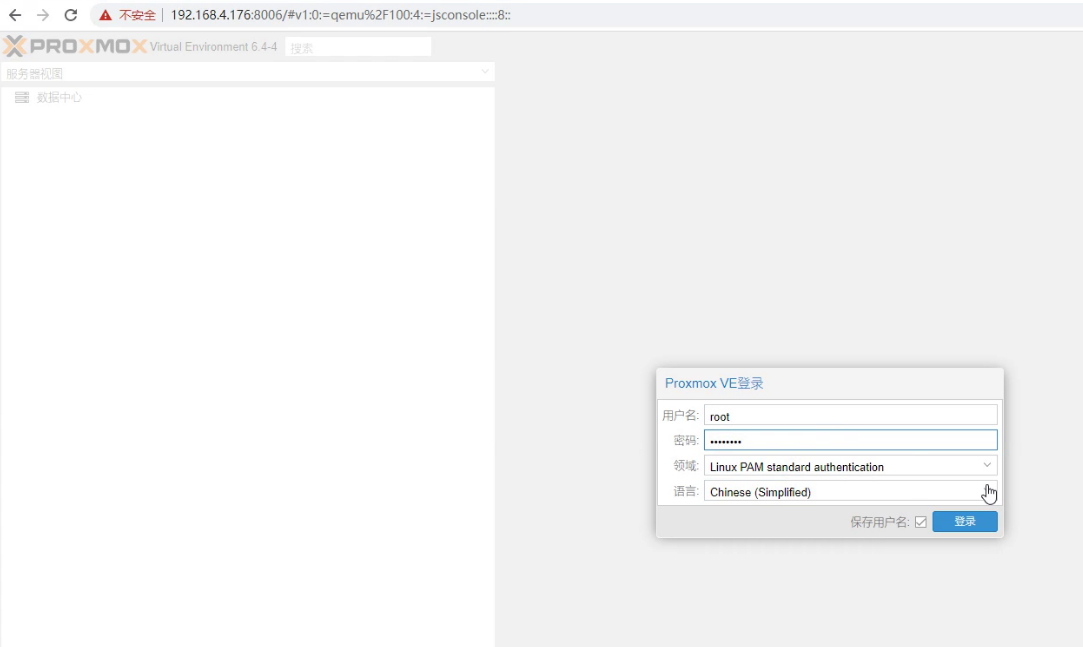 不安全 192.168.4.176:8006/#v1:0:=qemu%2F100:4:=jsconsole::::8::
PROXMOX Virtual Environment 6.4-4 搜索
服务器视图
数据中心
Proxmox VE登录
用户名: root
密码: ••••••••
领域: Linux PAM standard authentication
语言: Chinese (Simplified)
保存用户名: 登录